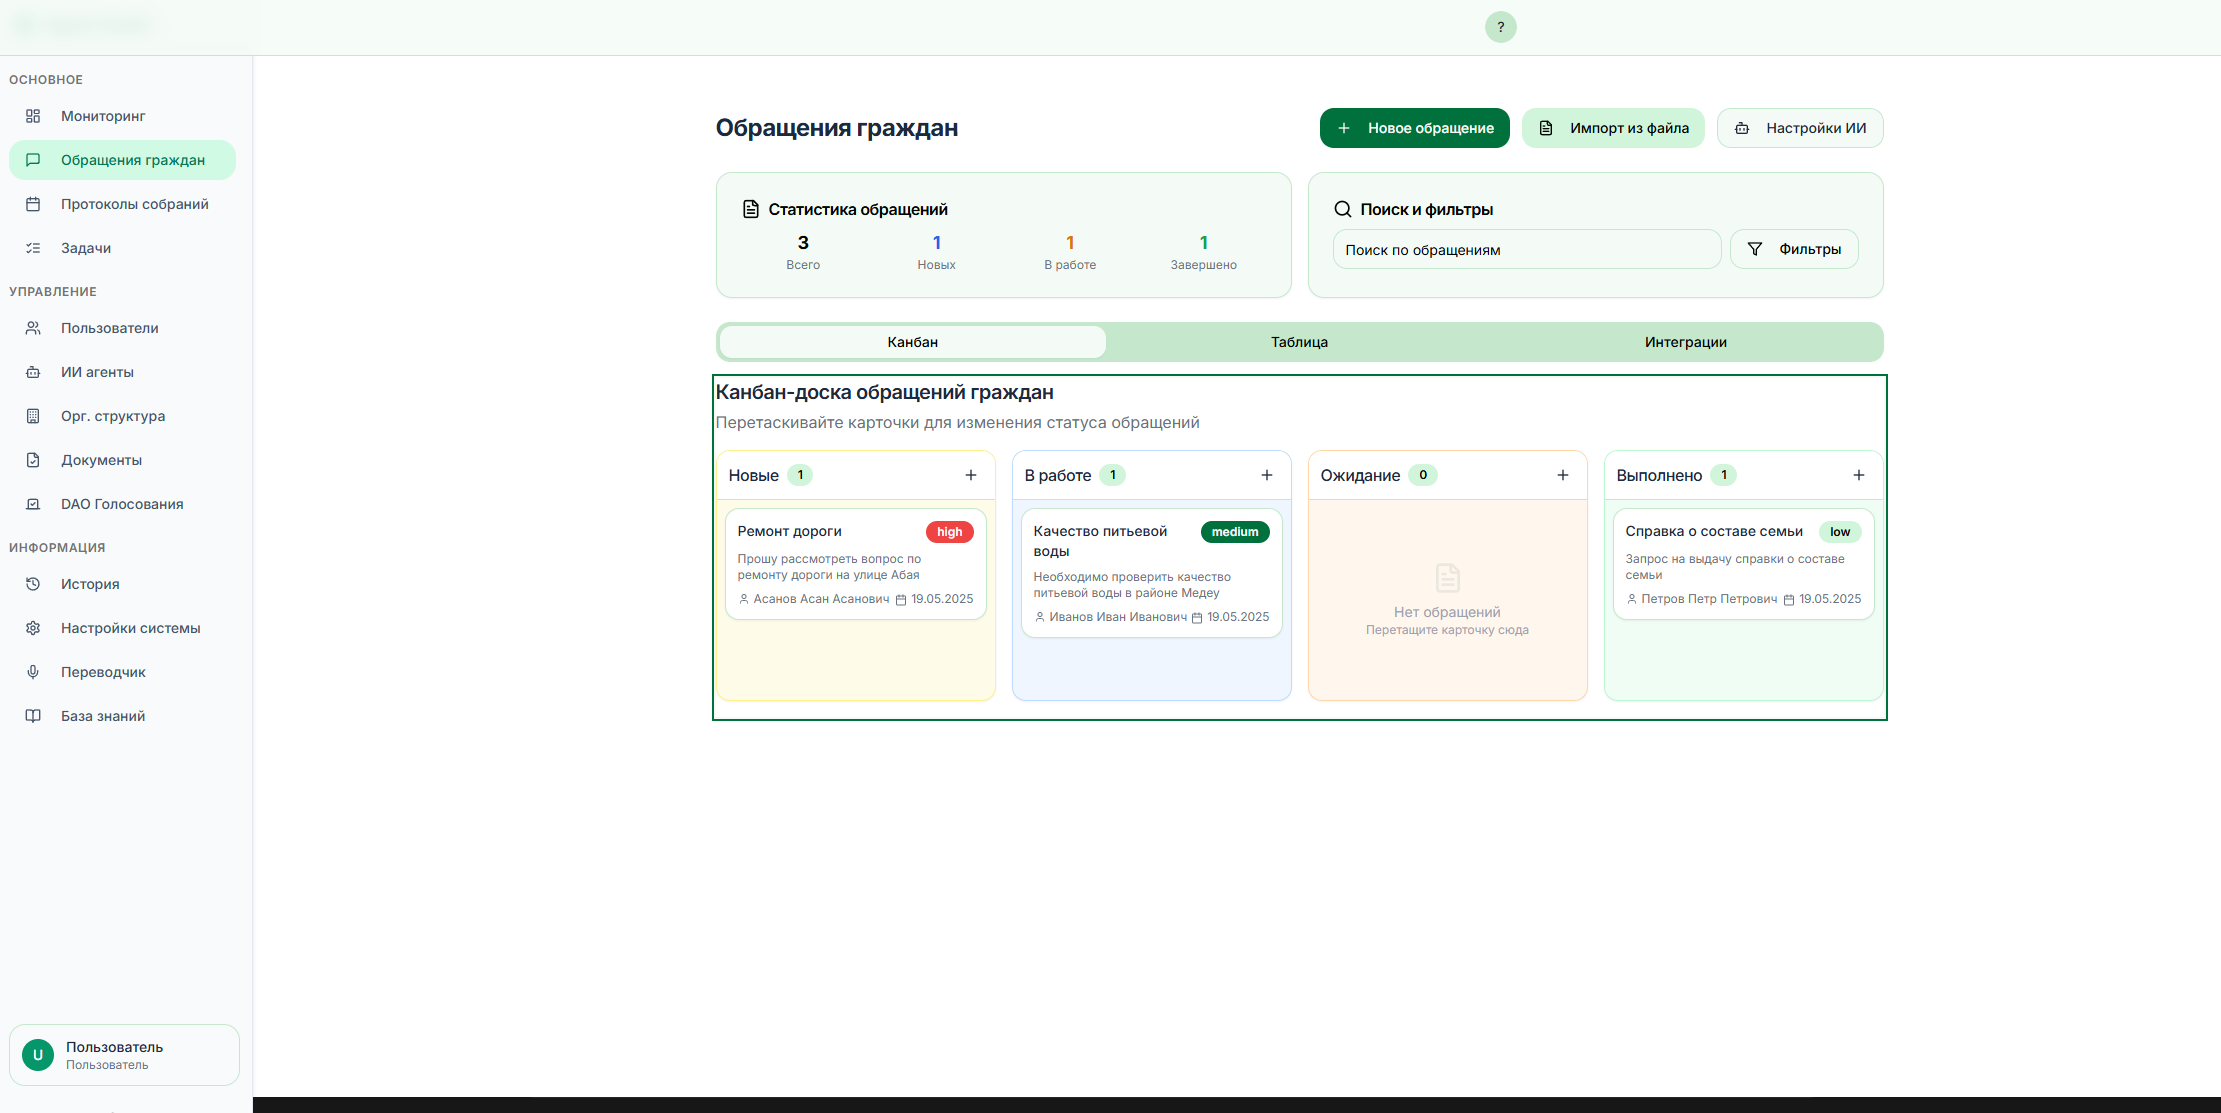 ?
ОСНОВНОЕ
Мониторинг
Обращения граждан
Протоколы собраний
Задачи
УПРАВЛЕНИЕ
Пользователи
ИИ агенты
Орг. структура
Документы
DAO Голосования
ИНФОРМАЦИЯ
История
Настройки системы
Переводчик
База знаний
U
Пользователь
Пользователь
Обращения граждан
Новое обращение
Импорт из файла
Настройки ИИ
Статистика обращений
3
Всего
1
Новых
1
В работе
1
Завершено
Поиск и фильтры
Поиск по обращениям
Фильтры
Канбан
Таблица
Интеграции
Канбан-доска обращений граждан
Перетаскивайте карточки для изменения статуса обращений
Новые 1
Ремонт дороги high
Прошу рассмотреть вопрос по
ремонту дороги на улице Абая
Асанов Асан Асанович 19.05.2025
В работе 1
Качество питьевой medium
воды
Необходимо проверить качество
питьевой воды в районе Медеу
Иванов Иван Иванович 19.05.2025
Ожидание 0
Нет обращений
Перетащите карточку сюда
Выполнено 1
Справка о составе семьи low
Запрос на выдачу справки о составе
семьи
Петров Петр Петрович 19.05.2025